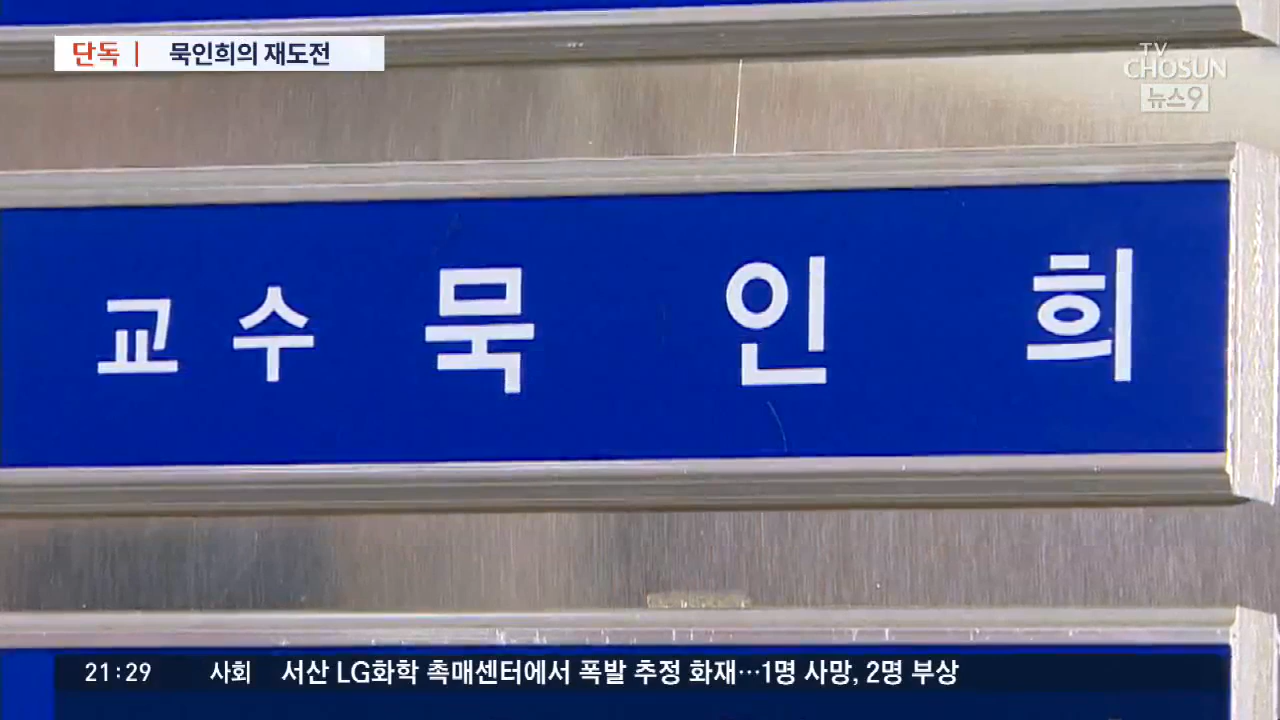 단독 | 묵인희의 재도전
TV CHOSUN
뉴스9
교수 묵인희
21:29 사회 서산 LG화학 촉매센터에서 폭발 추정 화재…1명 사망, 2명 부상